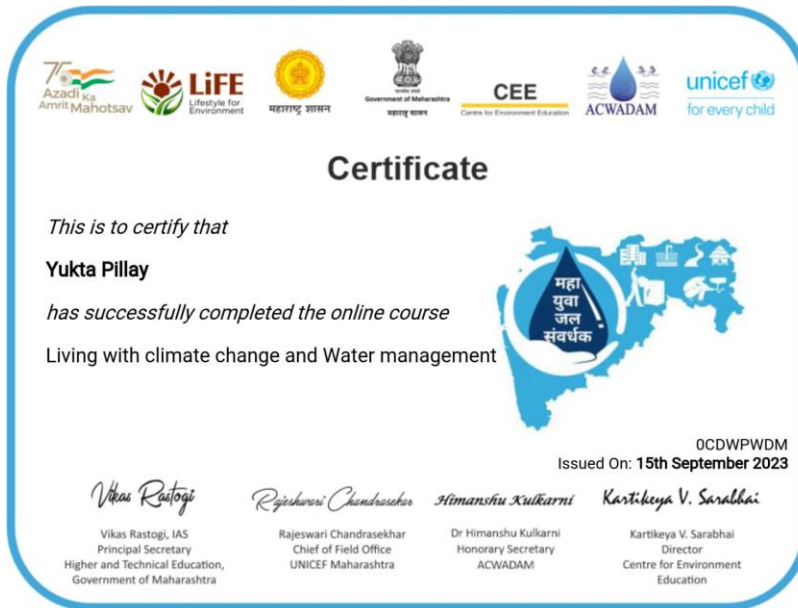 75
Azadi Ka
Amrit Mahotsav
LiFE
Lifestyle for
Environment
महाराष्ट्र शासन
Government of Maharashtra
महाराष्ट्र शासन
CEE
Centre for Environment Education
ACWADAM
unicef
for every child
Certificate
This is to certify that
Yukta Pillay
has successfully completed the online course
Living with climate change and Water management
महा
युवा
जल
संवर्धक
0CDWPWDM
Issued On: 15th September 2023
Vikas Rastogi
Vikas Rastogi, IAS
Principal Secretary
Higher and Technical Education,
Government of Maharashtra
Rajeshwari Chandrasekar
Rajeswari Chandrasekhar
Chief of Field Office
UNICEF Maharashtra
Himanshu Kulkarni
Dr Himanshu Kulkarni
Honorary Secretary
ACWADAM
Kartikeya V. Sarabhai
Kartikeya V. Sarabhai
Director
Centre for Environment
Education